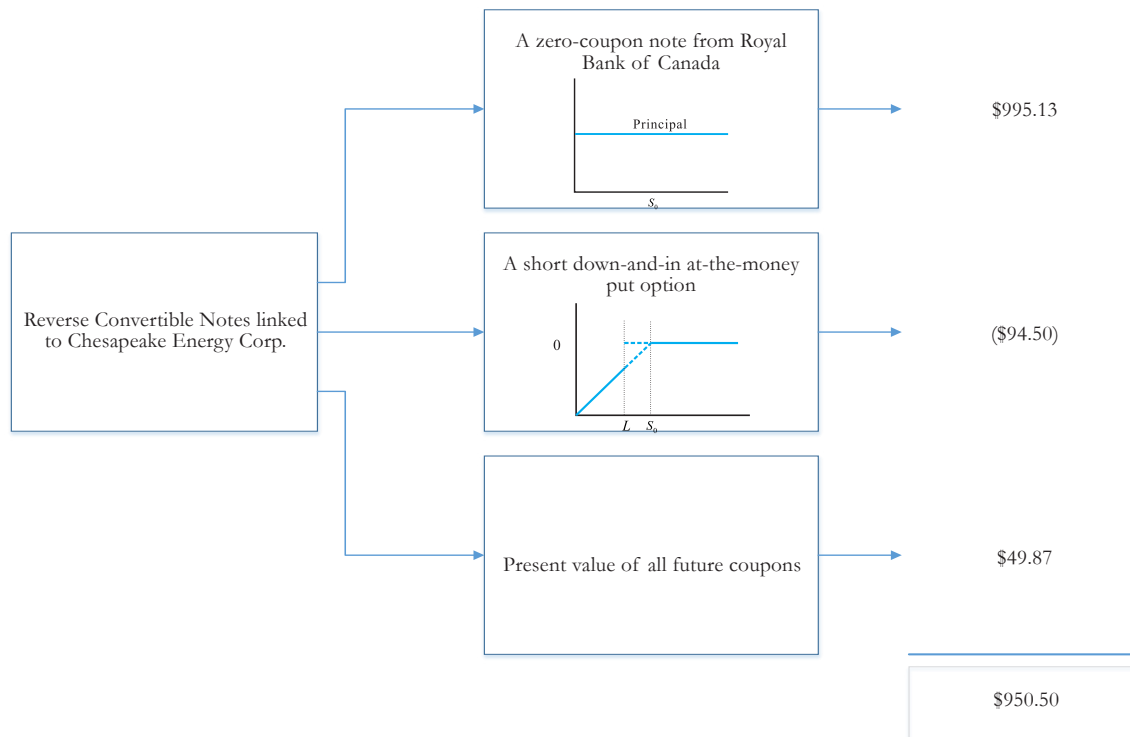 A zero-coupon note from Royal
Bank of Canada
Principal
S₀
$995.13
Reverse Convertible Notes linked
to Chesapeake Energy Corp.
A short down-and-in at-the-money
put option
0
L S₀
($94.50)
Present value of all future coupons
$49.87
$950.50